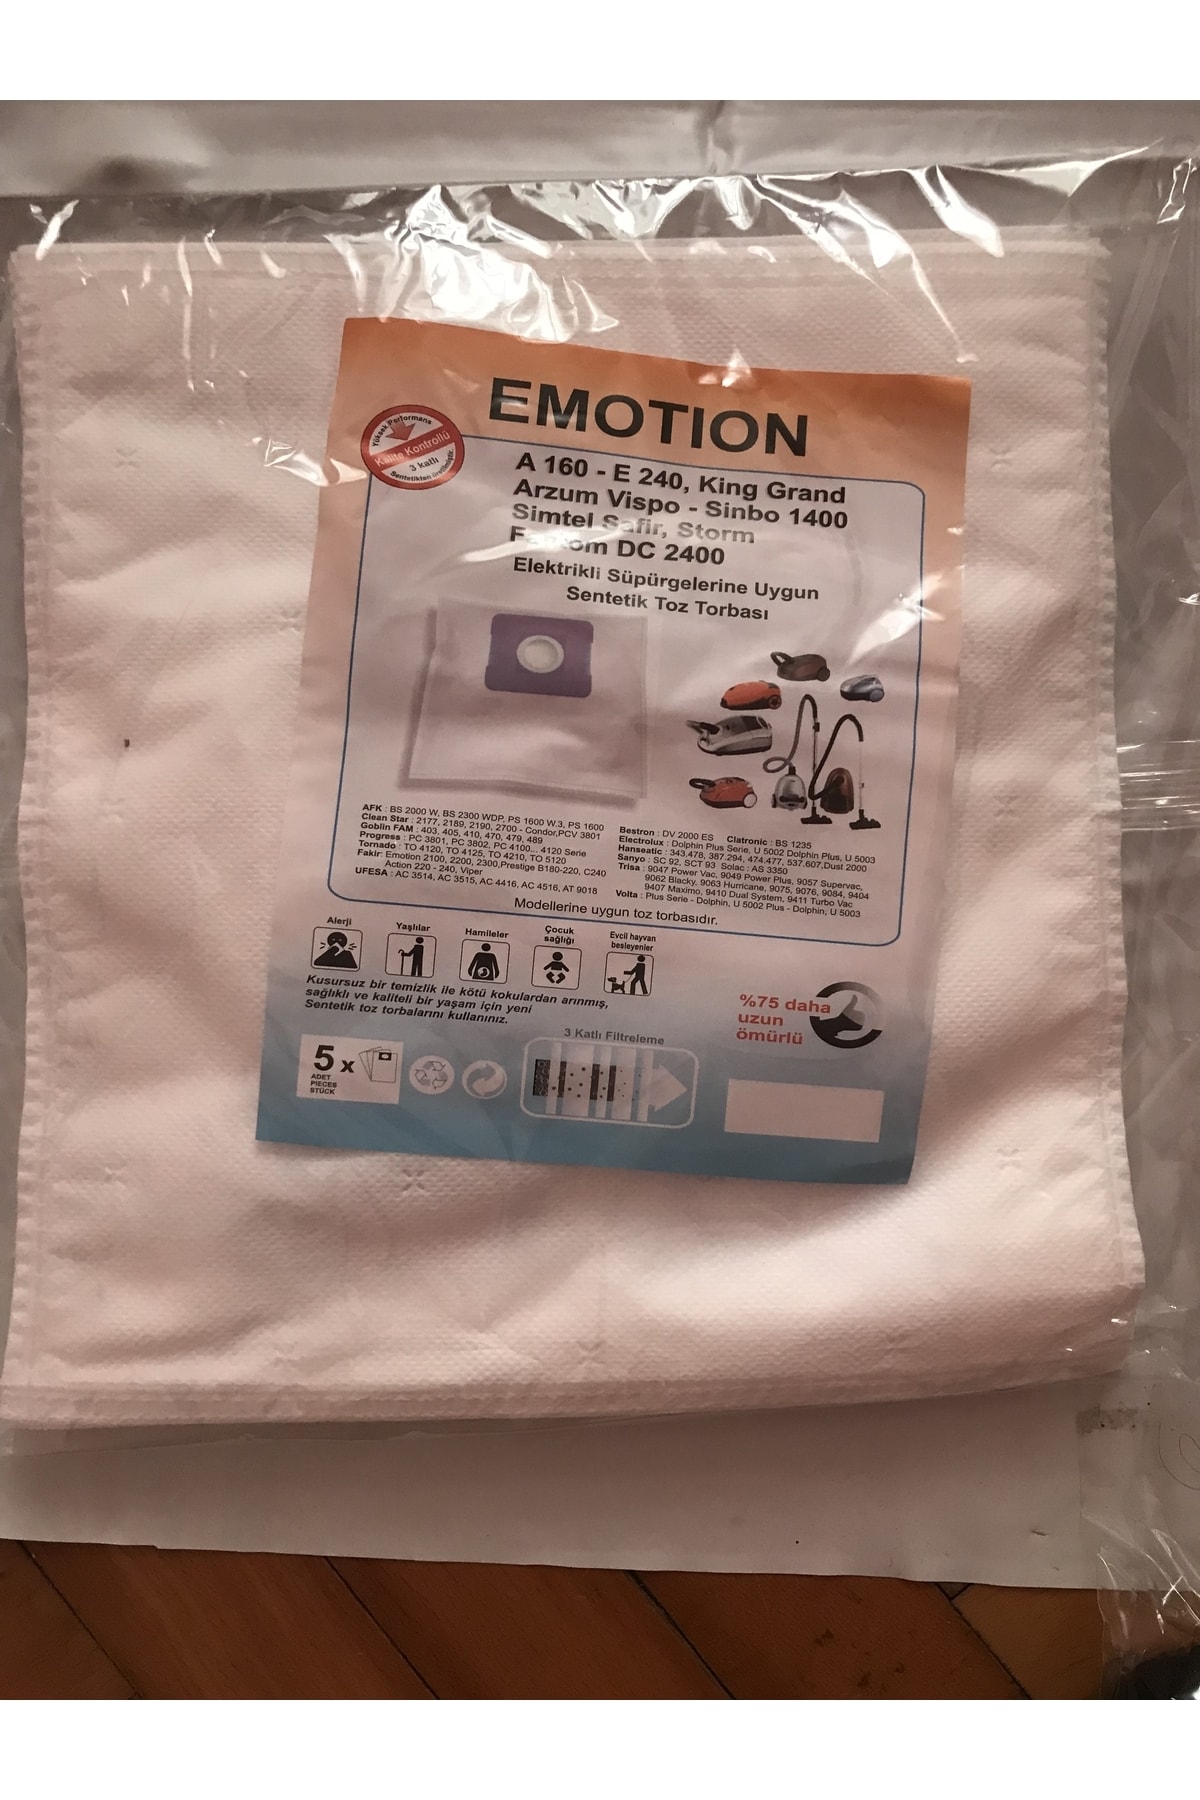 EMOTION
Yüksek Performans
Kalite Kontrollü
3 katlı
Sentetikten üretilmiştir.
A 160 - E 240, King Grand
Arzum Vispo - Sinbo 1400
Simtel Safir, Storm
Fantom DC 2400
Elektrikli Süpürgelerine Uygun
Sentetik Toz Torbası
AFK : BS 2000 W, BS 2300 WDP, PS 1600 W.3, PS 1600
Clean Star : 2177, 2189, 2190, 2700 - Condor,PCV 3801
Goblin FAM : 403, 405, 410, 470, 479, 489
Progress : PC 3801, PC 3802, PC 4100... 4120 Serie
Tornado : TO 4120, TO 4125, TO 4210, TO 5120
Fakir: Emotion 2100, 2200, 2300,Prestige B180-220, C240
Action 220 - 240, Viper
UFESA : AC 3514, AC 3515, AC 4416, AC 4516, AT 9018
Bestron : DV 2000 ES Clatronic : BS 1235
Electrolux : Dolphin Plus Serie, U 5002 Dolphin Plus, U 5003
Hanseatic : 343.478, 387.294, 474.477, 537.607,Dust 2000
Sanyo : SC 92, SCT 93 Solac : AS 3350
Trisa : 9047 Power Vac, 9049 Power Plus, 9057 Supervac,
9062 Blacky, 9063 Hurricane, 9075, 9076, 9084, 9404
9407 Maximo, 9410 Dual System, 9411 Turbo Vac
Volta : Plus Serie - Dolphin, U 5002 Plus - Dolphin, U 5003
Modellerine uygun toz torbasıdır.
Alerji
Yaşlılar
Hamileler
Çocuk
sağlığı
Evcil hayvan
besleyenler
Kusursuz bir temizlik ile kötü kokulardan arınmış,
sağlıklı ve kaliteli bir yaşam için yeni
Sentetik toz torbalarını kullanınız.
%75 daha
uzun
ömürlü
5 x
ADET
PIECES
STÜCK
3 Katlı Filtreleme